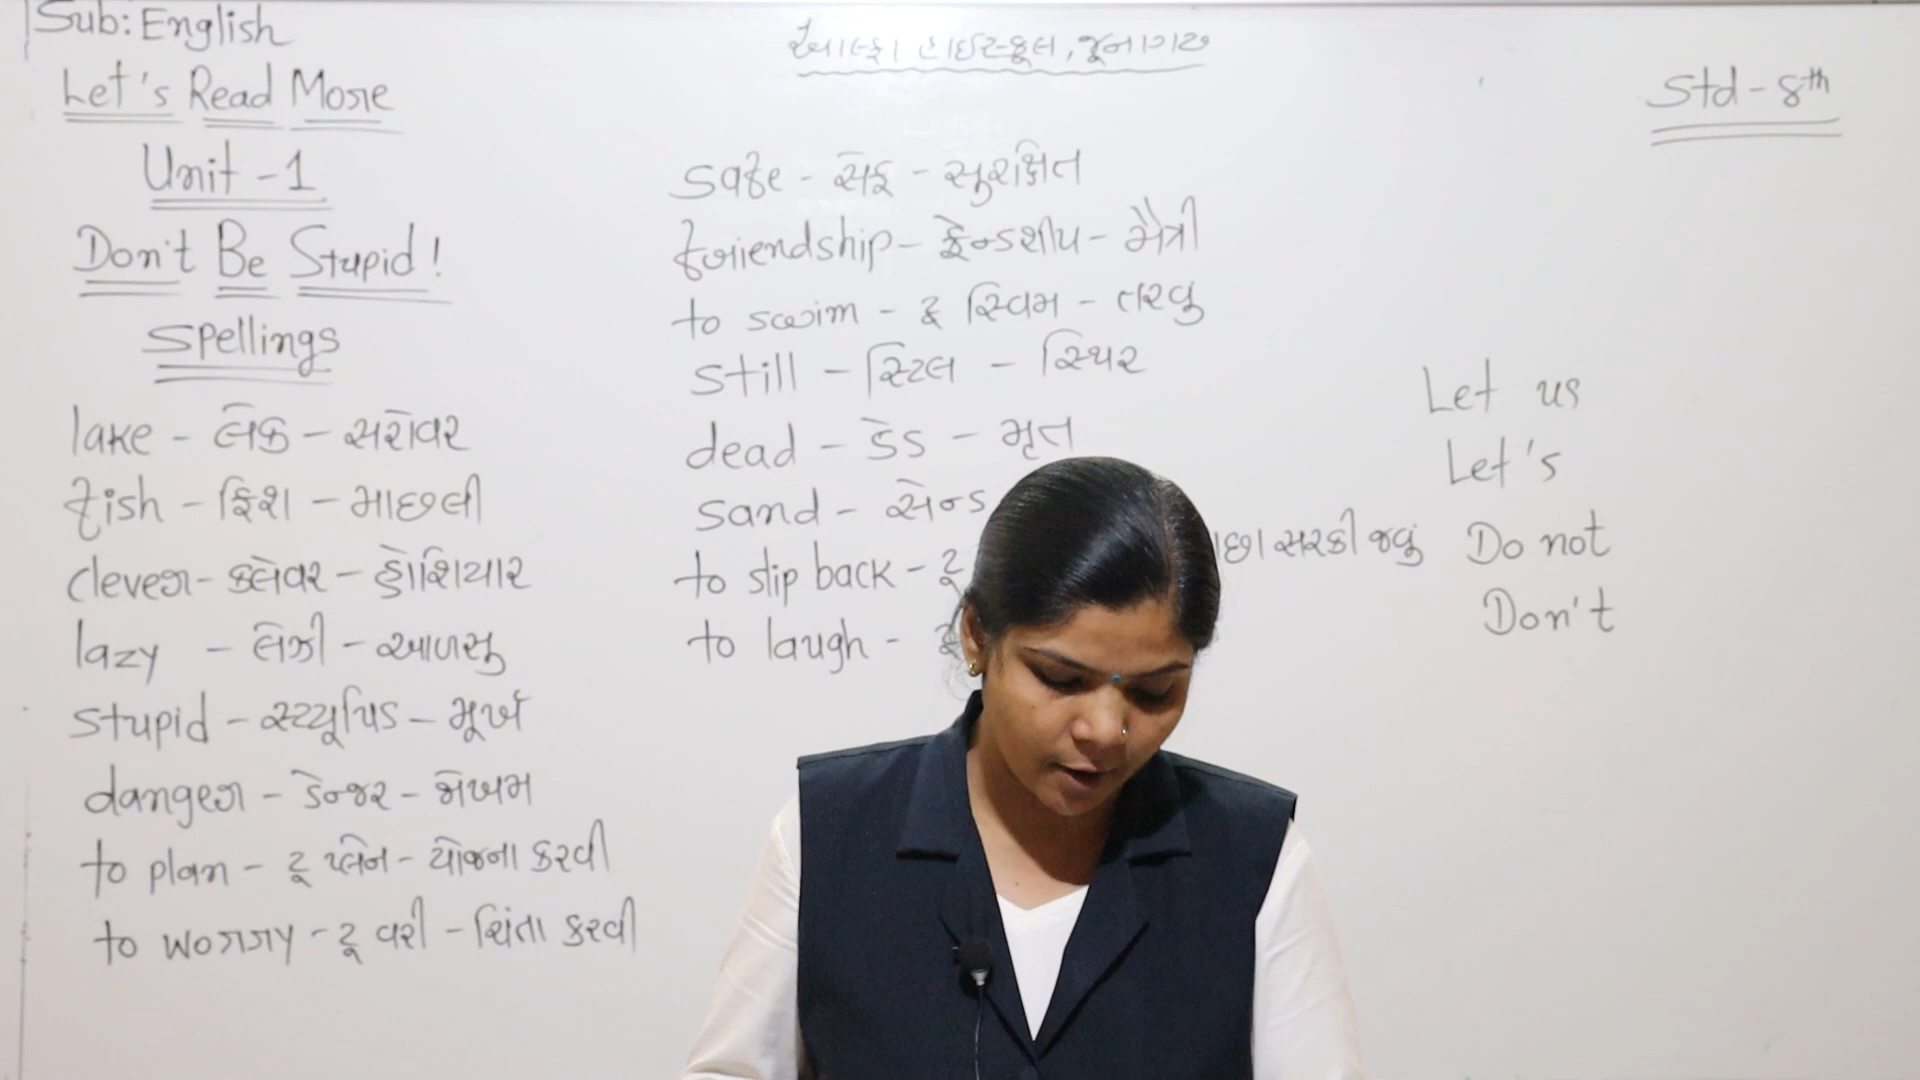 Sub: English
આલ્ફા હાઈસ્કૂલ, જૂનાગઢ
Std - 8th
Let's Read More
Unit - 1
Don't Be Stupid!
Spellings
lake - લેક - સરોવર
fish - ફિશ - માછલી
clever - ક્લેવર - હોશિયાર
lazy - લેઝી - આળસુ
stupid - સ્ટ્યૂપિડ - મૂર્ખ
danger - ડેન્જર - જોખમ
to plan - ટૂ પ્લેન - યોજના કરવી
to worry - ટૂ વરી - ચિંતા કરવી
safe - સેફ - સુરક્ષિત
friendship - ફ્રેન્ડશીપ - મૈત્રી
to swim - ટૂ સ્વિમ - તરવુ
still - સ્ટિલ - સ્થિર
dead - ડેડ - મૃત
sand - સેન્ડ
to slip back - ટૂ સરકી જવું
to laugh - ટૂ
Let us
Let's
Do not
Don't